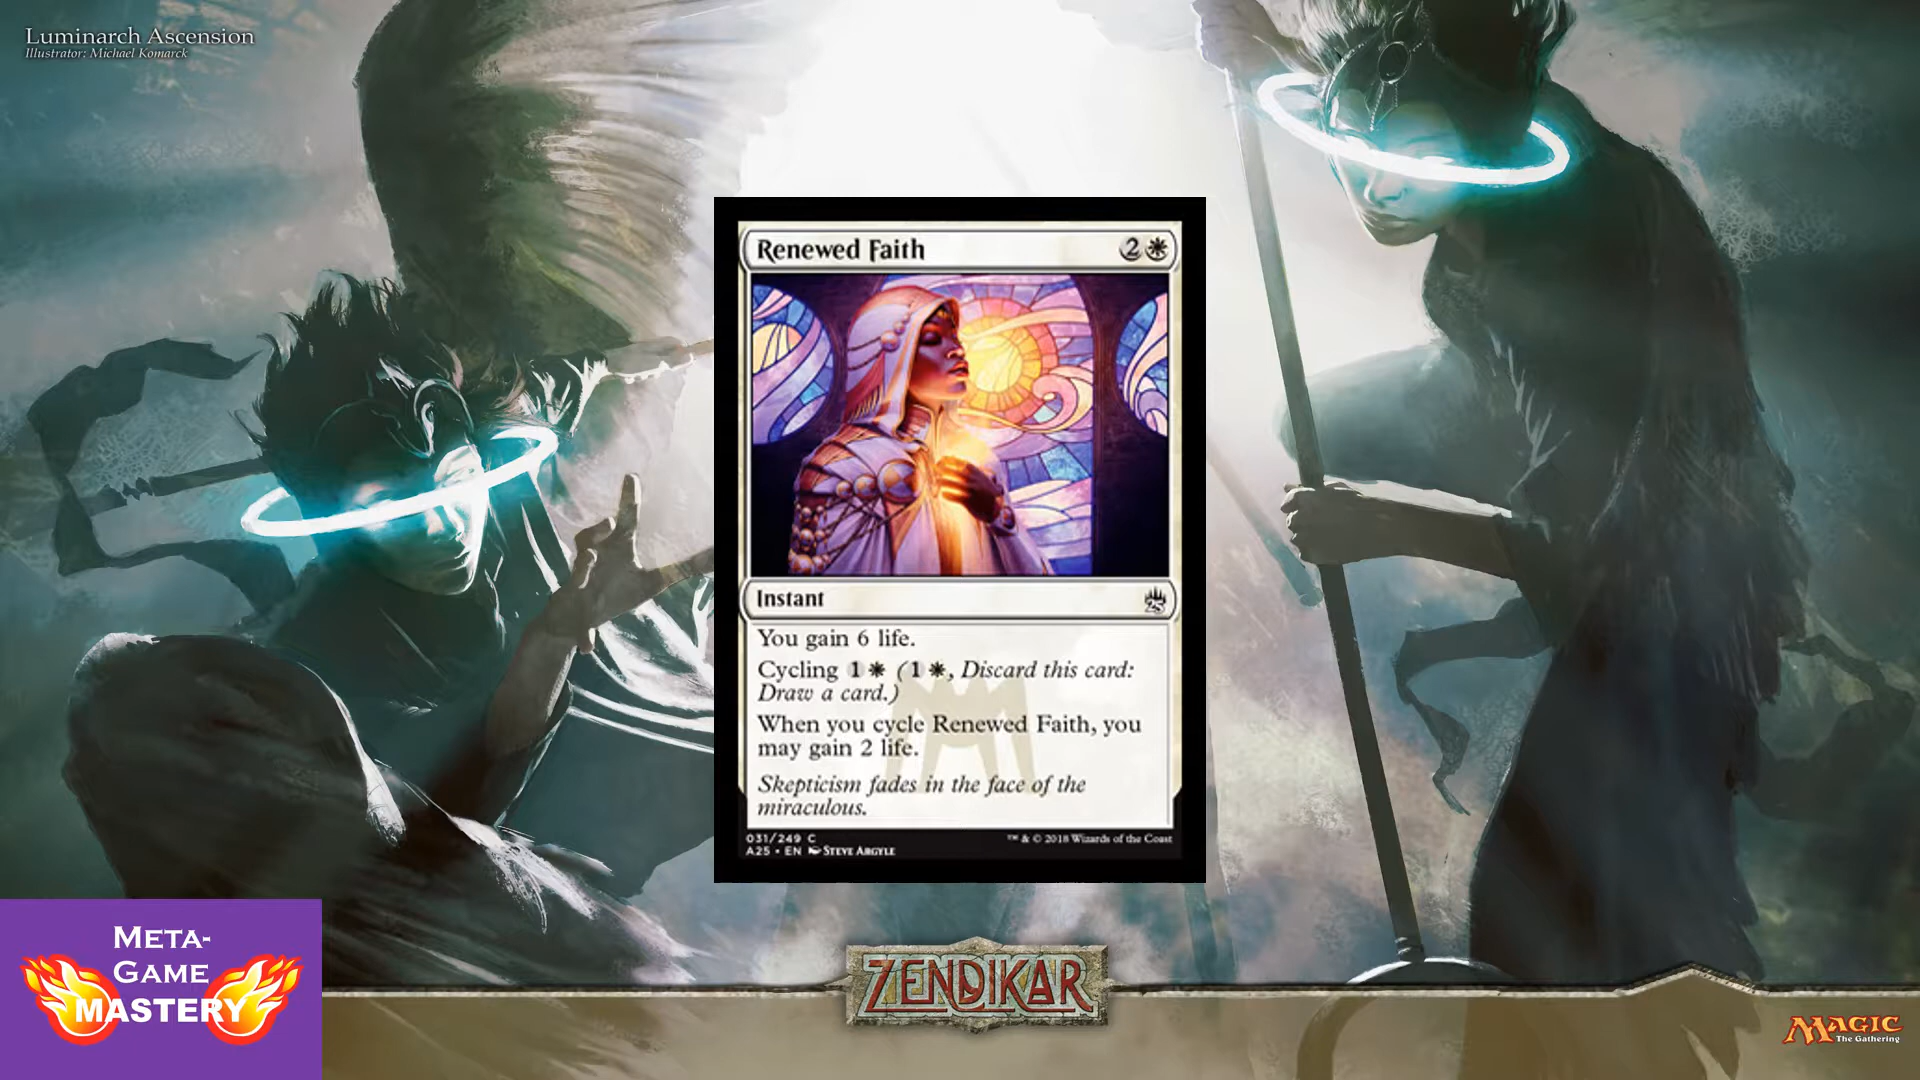 Luminarch Ascension
Illustrator: Michael Komarck
Renewed Faith 2
Instant 25
You gain 6 life.
Cycling 1 (1, Discard this card:
Draw a card.)
When you cycle Renewed Faith, you
may gain 2 life.
Skepticism fades in the face of the
miraculous.
031/249 C
™ & © 2018 Wizards of the Coast
A25 • EN Steve Argyle
Meta-
Game
Mastery
ZENDIKAR
Magic
The Gathering